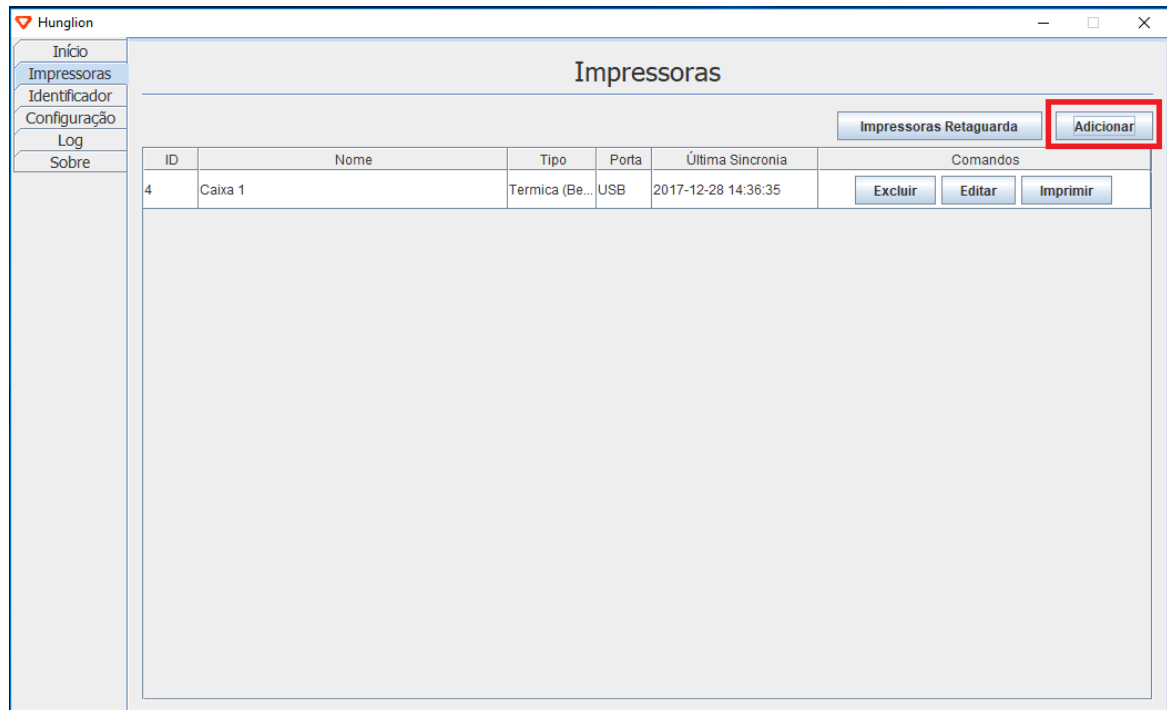 Hunglion
Início
Impressoras
Identificador
Configuração
Log
Sobre
Impressoras
Impressoras Retaguarda Adicionar
ID Nome Tipo Porta Última Sincronia Comandos
4 Caixa 1 Termica (Be... USB 2017-12-28 14:36:35 Excluir Editar Imprimir